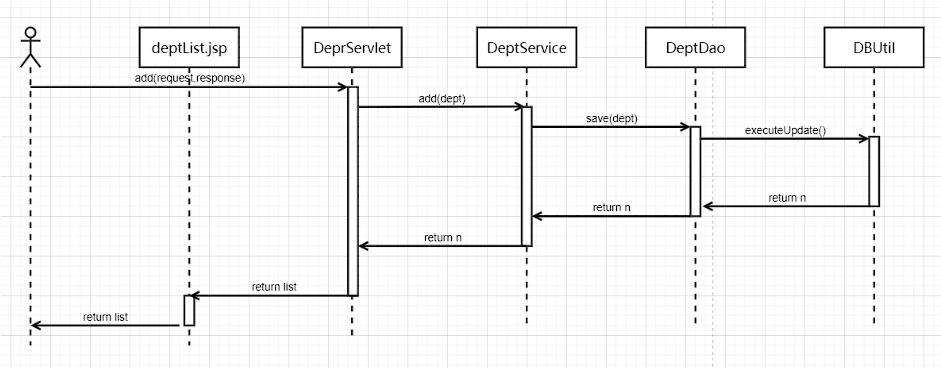 deptList.jsp
DeprServlet
DeptService
DeptDao
DBUtil
add(request,response)
add(dept)
save(dept)
executeUpdate()
return n
return n
return n
return list
return list